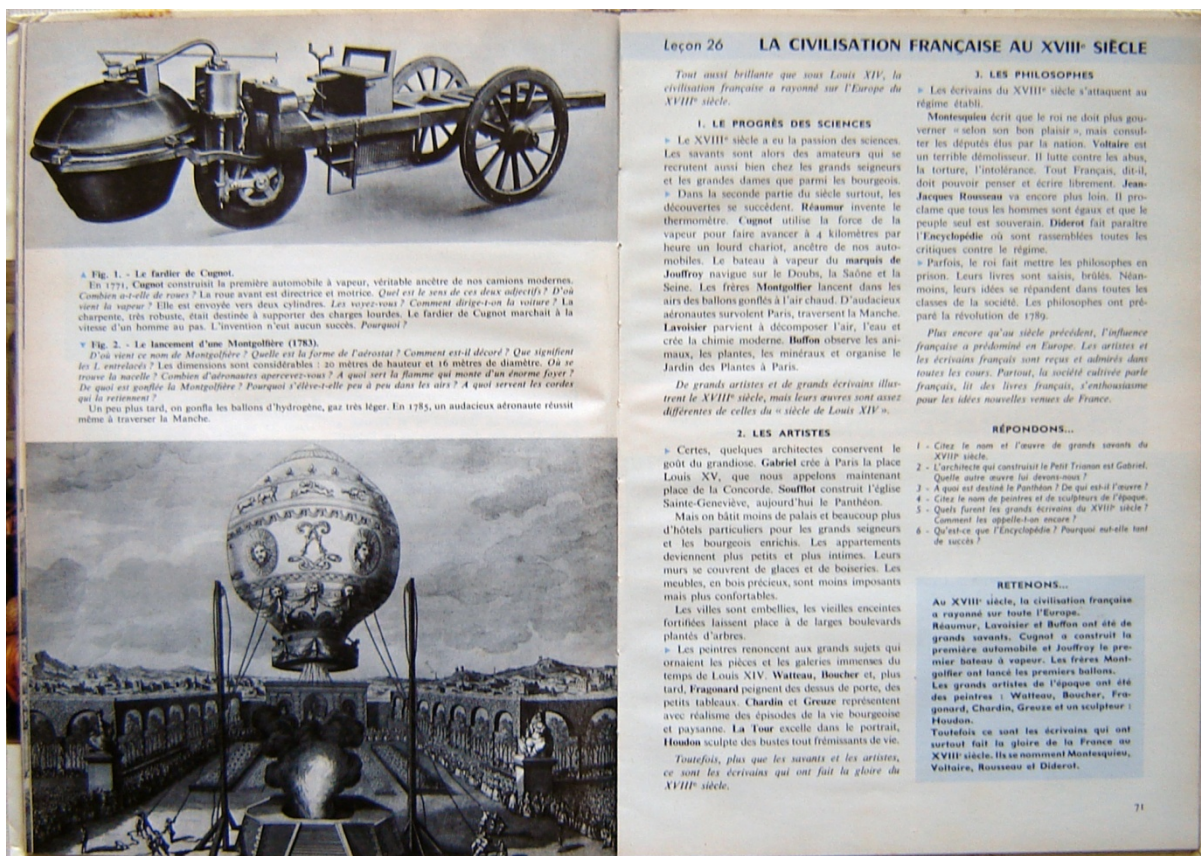 ▲ Fig. 1. - Le fardier de Cugnot.
En 1771, Cugnot construisit la première automobile à vapeur, véritable ancêtre de nos camions modernes.
Combien a-t-elle de roues ? La roue avant est directrice et motrice. Quel est le sens de ces deux adjectifs ? D'où
vient la vapeur ? Elle est envoyée vers deux cylindres. Les voyez-vous ? Comment dirige-t-on la voiture ? La
charpente, très robuste, était destinée à supporter des charges lourdes. Le fardier de Cugnot marchait à la
vitesse d'un homme au pas. L'invention n'eut aucun succès. Pourquoi ?
▼ Fig. 2. - Le lancement d'une Montgolfière (1783).
D'où vient ce nom de Montgolfière ? Quelle est la forme de l'aérostat ? Comment est-il décoré ? Que signifient
les L entrelacés ? Les dimensions sont considérables : 20 mètres de hauteur et 16 mètres de diamètre. Où se
trouve la nacelle ? Combien d'aéronautes apercevez-vous ? A quoi sert la flamme qui monte d'un énorme foyer ?
De quoi est gonflée la Montgolfière ? Pourquoi s'élève-t-elle peu à peu dans les airs ? A quoi servent les cordes
qui la retiennent ?
Un peu plus tard, on gonfla les ballons d'hydrogène, gaz très léger. En 1785, un audacieux aéronaute réussit
même à traverser la Manche.
Leçon 26 LA CIVILISATION FRANÇAISE AU XVIIIe SIÈCLE
Tout aussi brillante que sous Louis XIV, la
civilisation française a rayonné sur l'Europe du
XVIIIe siècle.
1. LE PROGRÈS DES SCIENCES
▸ Le XVIIIe siècle a eu la passion des sciences.
Les savants sont alors des amateurs qui se
recrutent aussi bien chez les grands seigneurs
et les grandes dames que parmi les bourgeois.
▸ Dans la seconde partie du siècle surtout, les
découvertes se succèdent. Réaumur invente le
thermomètre. Cugnot utilise la force de la
vapeur pour faire avancer à 4 kilomètres par
heure un lourd chariot, ancêtre de nos auto-
mobiles. Le bateau à vapeur du marquis de
Jouffroy navigue sur le Doubs, la Saône et la
Seine. Les frères Montgolfier lancent dans les
airs des ballons gonflés à l'air chaud. D'audacieux
aéronautes survolent Paris, traversent la Manche.
Lavoisier parvient à décomposer l'air, l'eau et
crée la chimie moderne. Buffon observe les ani-
maux, les plantes, les minéraux et organise le
Jardin des Plantes à Paris.
De grands artistes et de grands écrivains illus-
trent le XVIIIe siècle, mais leurs œuvres sont assez
différentes de celles du « siècle de Louis XIV ».
2. LES ARTISTES
▸ Certes, quelques architectes conservent le
goût du grandiose. Gabriel crée à Paris la place
Louis XV, que nous appelons maintenant
place de la Concorde. Soufflot construit l'église
Sainte-Geneviève, aujourd'hui le Panthéon.
Mais on bâtit moins de palais et beaucoup plus
d'hôtels particuliers pour les grands seigneurs
et les bourgeois enrichis. Les appartements
deviennent plus petits et plus intimes. Leurs
murs se couvrent de glaces et de boiseries. Les
meubles, en bois précieux, sont moins imposants
mais plus confortables.
Les villes sont embellies, les vieilles enceintes
fortifiées laissent place à de larges boulevards
plantés d'arbres.
▸ Les peintres renoncent aux grands sujets qui
ornaient les pièces et les galeries immenses du
temps de Louis XIV. Watteau, Boucher et, plus
tard, Fragonard peignent des dessus de porte, des
petits tableaux. Chardin et Greuze représentent
avec réalisme des épisodes de la vie bourgeoise
et paysanne. La Tour excelle dans le portrait,
Houdon sculpte des bustes tout frémissants de vie.
Toutefois, plus que les savants et les artistes,
ce sont les écrivains qui ont fait la gloire du
XVIIIe siècle.
3. LES PHILOSOPHES
▸ Les écrivains du XVIIIe siècle s'attaquent au
régime établi.
Montesquieu écrit que le roi ne doit plus gou-
verner « selon son bon plaisir », mais consul-
ter les députés élus par la nation. Voltaire est
un terrible démolisseur. Il lutte contre les abus,
la torture, l'intolérance. Tout Français, dit-il,
doit pouvoir penser et écrire librement. Jean-
Jacques Rousseau va encore plus loin. Il pro-
clame que tous les hommes sont égaux et que le
peuple seul est souverain. Diderot fait paraître
l'Encyclopédie où sont rassemblées toutes les
critiques contre le régime.
▸ Parfois, le roi fait mettre les philosophes en
prison. Leurs livres sont saisis, brûlés. Néan-
moins, leurs idées se répandent dans toutes les
classes de la société. Les philosophes ont pré-
paré la révolution de 1789.
Plus encore qu'au siècle précédent, l'influence
française a prédominé en Europe. Les artistes et
les écrivains français sont reçus et admirés dans
toutes les cours. Partout, la société cultivée parle
français, lit des livres français, s'enthousiasme
pour les idées nouvelles venues de France.
RÉPONDONS...
1 - Citez le nom et l'œuvre de grands savants du
XVIIIe siècle.
2 - L'architecte qui construisit le Petit Trianon est Gabriel.
Quelle autre œuvre lui devons-nous ?
3 - A quoi est destiné le Panthéon ? De qui est-il l'œuvre ?
4 - Citez le nom de peintres et de sculpteurs de l'époque.
5 - Quels furent les grands écrivains du XVIIIe siècle ?
Comment les appelle-t-on encore ?
6 - Qu'est-ce que l'Encyclopédie ? Pourquoi eut-elle tant
de succès ?
RETENONS...
Au XVIIIe siècle, la civilisation française
a rayonné sur toute l'Europe.
Réaumur, Lavoisier et Buffon ont été de
grands savants. Cugnot a construit la
première automobile et Jouffroy le pre-
mier bateau à vapeur. Les frères Mont-
golfier ont lancé les premiers ballons.
Les grands artistes de l'époque ont été
des peintres : Watteau, Boucher, Fra-
gonard, Chardin, Greuze et un sculpteur :
Houdon.
Toutefois ce sont les écrivains qui ont
surtout fait la gloire de la France au
XVIIIe siècle. Ils se nomment Montesquieu,
Voltaire, Rousseau et Diderot.
71